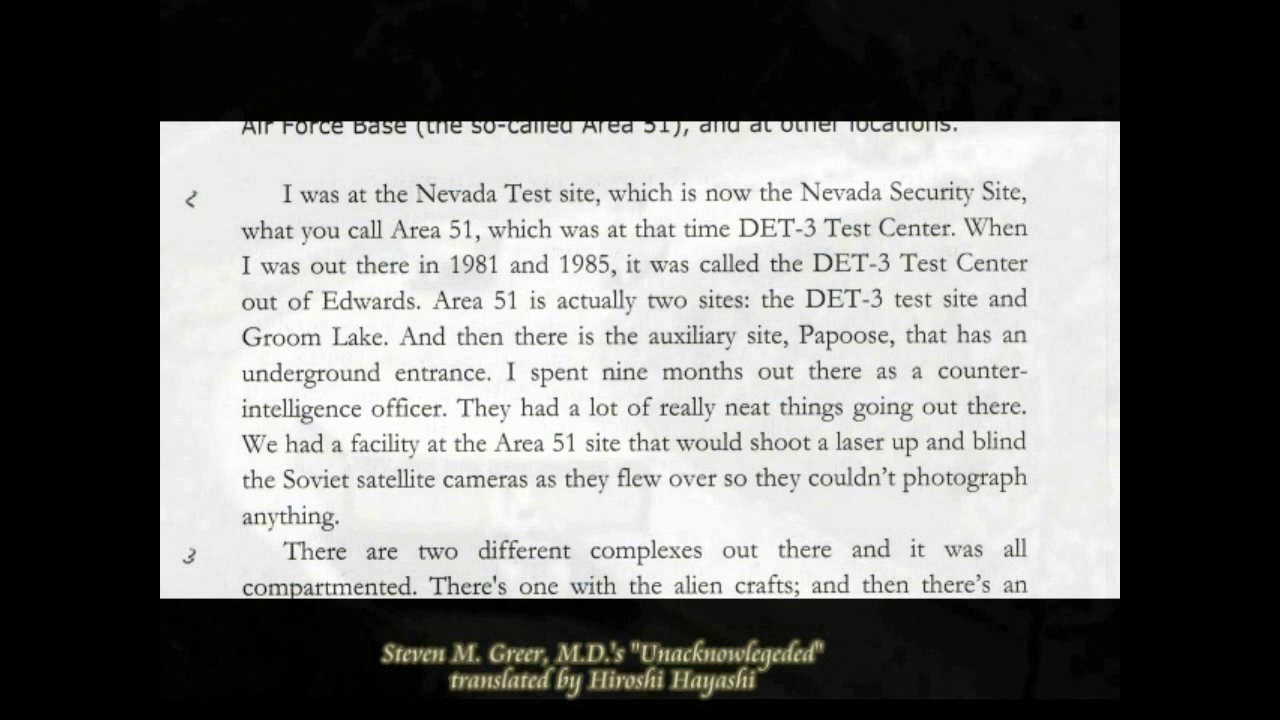 Air Force Base (the so-called Area 51), and at other locations.
2
I was at the Nevada Test site, which is now the Nevada Security Site,
what you call Area 51, which was at that time DET-3 Test Center. When
I was out there in 1981 and 1985, it was called the DET-3 Test Center
out of Edwards. Area 51 is actually two sites: the DET-3 test site and
Groom Lake. And then there is the auxiliary site, Papoose, that has an
underground entrance. I spent nine months out there as a counter-
intelligence officer. They had a lot of really neat things going out there.
We had a facility at the Area 51 site that would shoot a laser up and blind
the Soviet satellite cameras as they flew over so they couldn't photograph
anything.
3
There are two different complexes out there and it was all
compartmented. There's one with the alien crafts; and then there's an
Steven M. Greer, M.D.'s "Unacknowlegeded"
translated by Hiroshi Hayashi